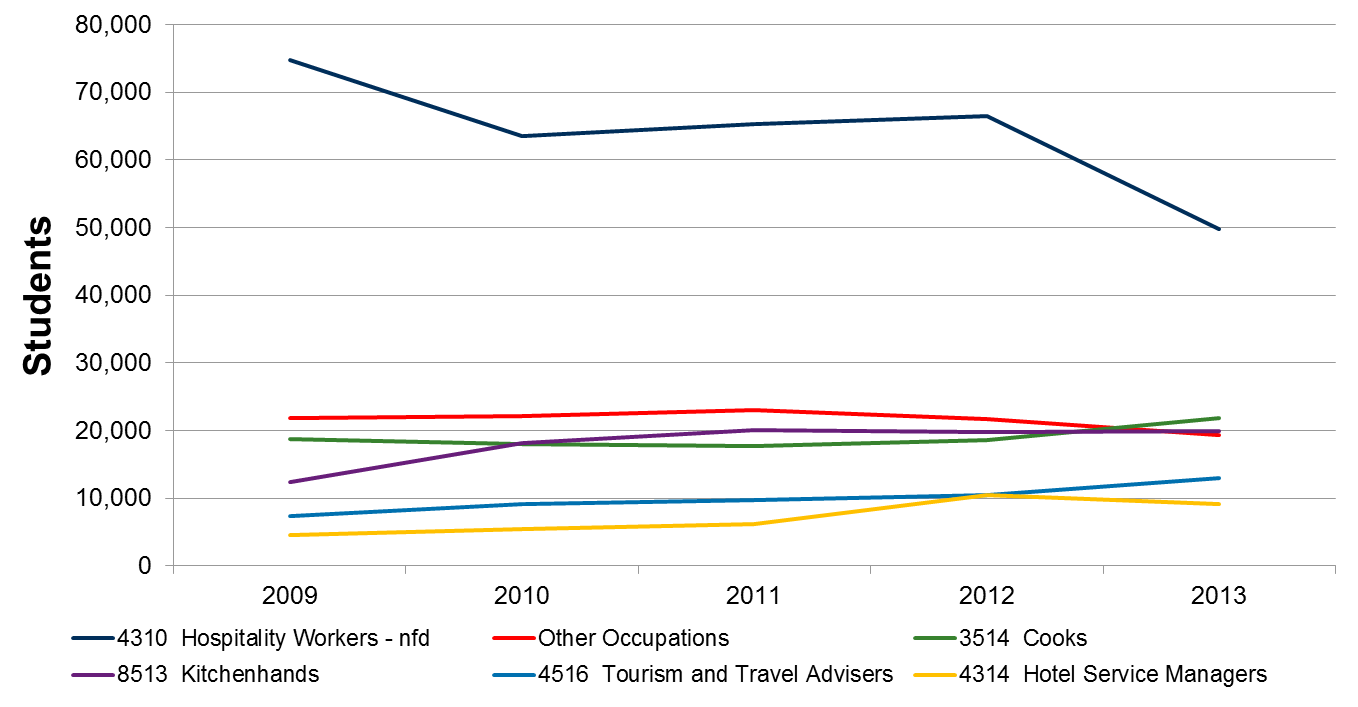 80,000
70,000
60,000
50,000
40,000
30,000
20,000
10,000
0
Students
2009 2010 2011 2012 2013
4310 Hospitality Workers - nfd Other Occupations 3514 Cooks
8513 Kitchenhands 4516 Tourism and Travel Advisers 4314 Hotel Service Managers